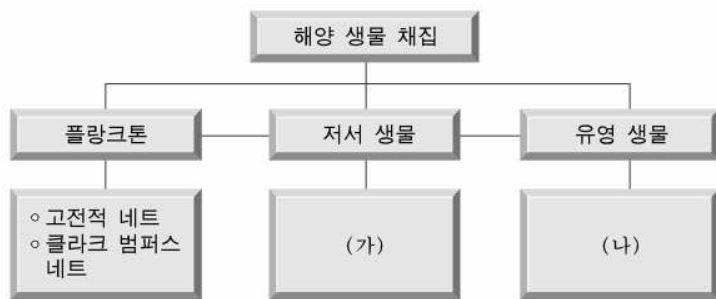 해양 생물 채집
플랑크톤
저서 생물
유영 생물
○ 고전적 네트
○ 클라크 범퍼스
네트
(가)
(나)